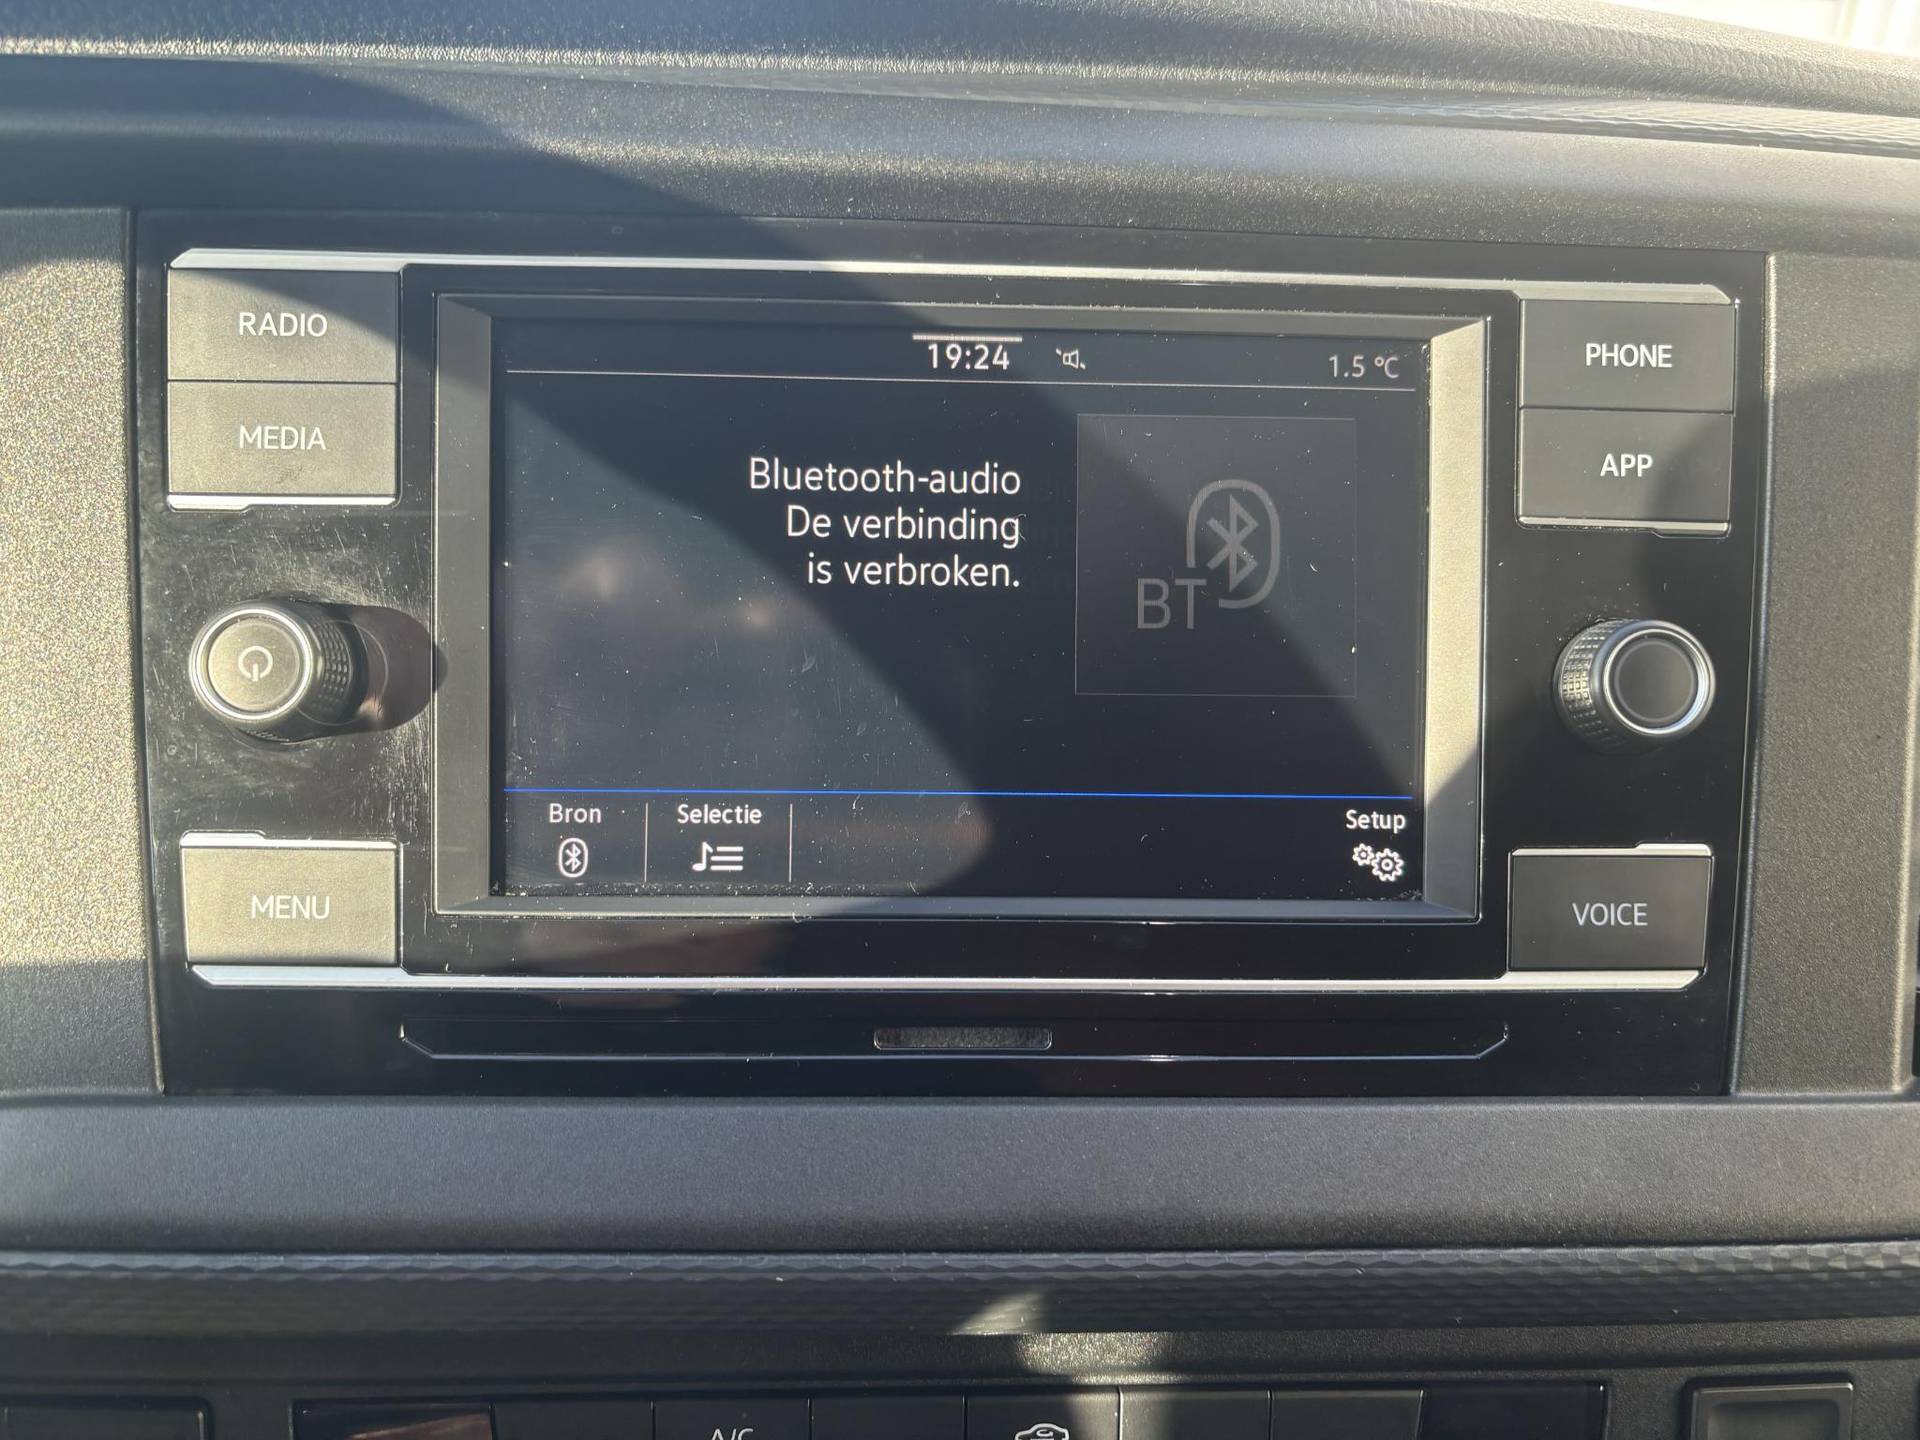 RADIO
MEDIA
MENU
19:24
1.5 °C
Bluetooth-audio
De verbinding
is verbroken.
BT
Bron
Selectie
Setup
PHONE
APP
VOICE
A/C